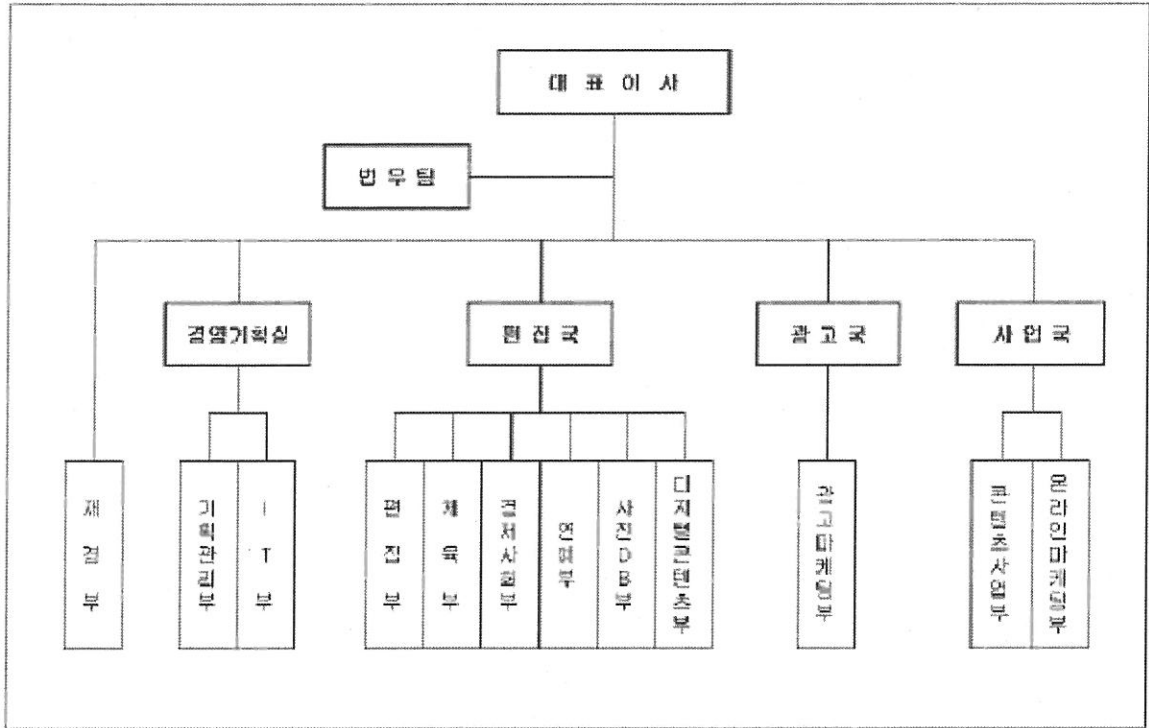 대표이사
법무팀
경영기획실
편집국
광고국
사업국
재경부
기획관리부
IT부
편집부
체육부
경제사회부
연예부
사진DB부
디지털콘텐츠부
광고마케팅부
콘텐츠사업부
온라인마케팅부